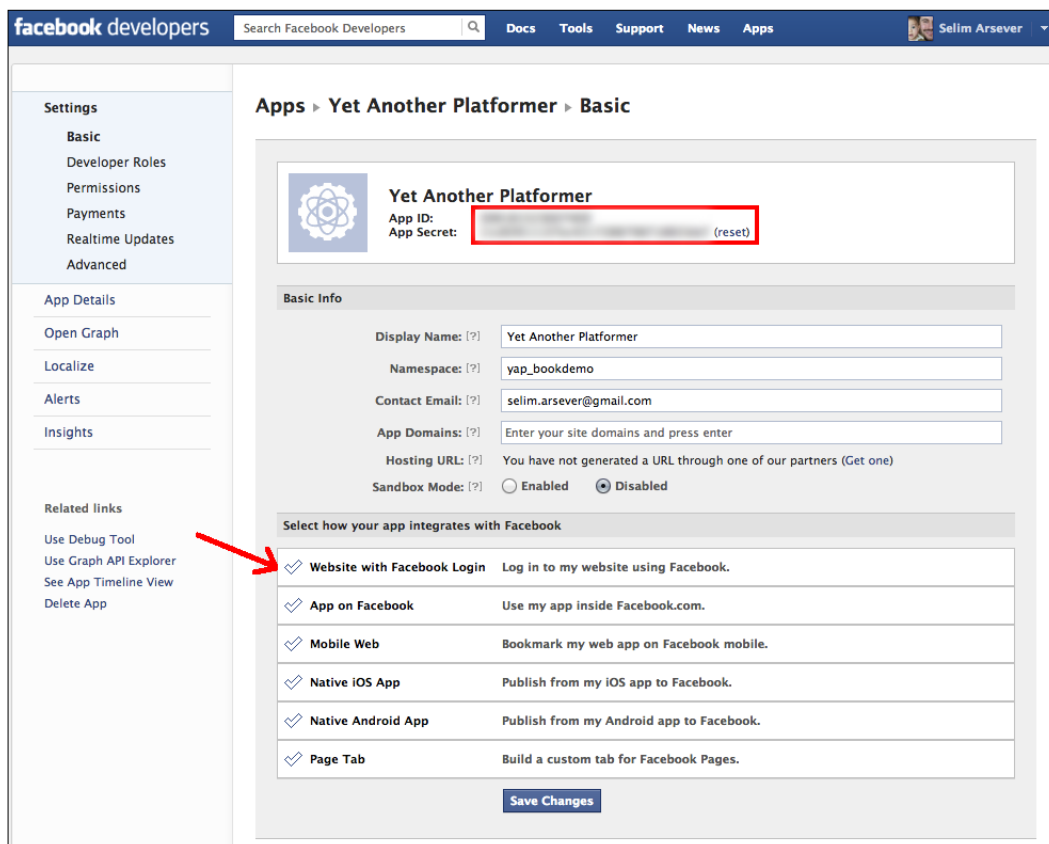 facebook developers Search Facebook Developers Docs Tools Support News Apps Selim Arsever
Settings
Basic
Developer Roles
Permissions
Payments
Realtime Updates
Advanced
App Details
Open Graph
Localize
Alerts
Insights
Related links
Use Debug Tool
Use Graph API Explorer
See App Timeline View
Delete App
Apps ▸ Yet Another Platformer ▸ Basic
Yet Another Platformer
App ID:
App Secret: (reset)
Basic Info
Display Name: [?] Yet Another Platformer
Namespace: [?] yap_bookdemo
Contact Email: [?] selim.arsever@gmail.com
App Domains: [?] Enter your site domains and press enter
Hosting URL: [?] You have not generated a URL through one of our partners (Get one)
Sandbox Mode: [?] Enabled Disabled
Select how your app integrates with Facebook
Website with Facebook Login Log in to my website using Facebook.
App on Facebook Use my app inside Facebook.com.
Mobile Web Bookmark my web app on Facebook mobile.
Native iOS App Publish from my iOS app to Facebook.
Native Android App Publish from my Android app to Facebook.
Page Tab Build a custom tab for Facebook Pages.
Save Changes